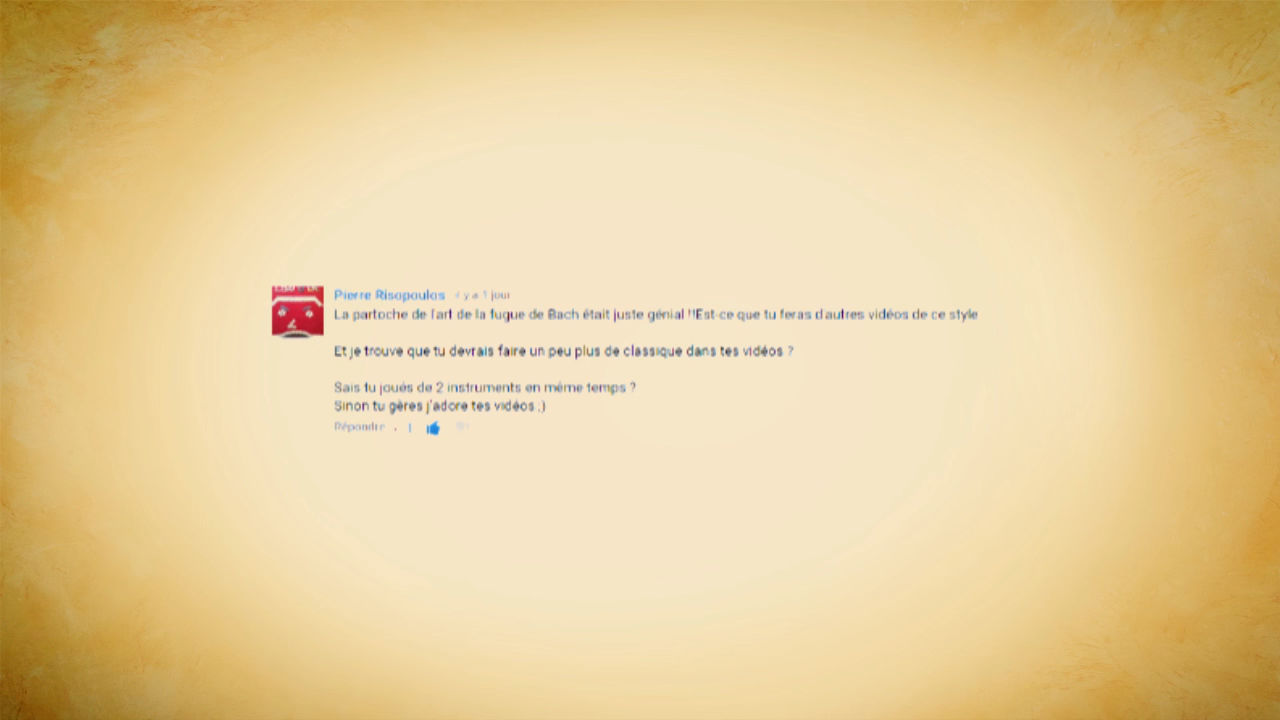 Pierre Risopoulos il y a 1 jour
La partoche de l'art de la fugue de Bach était juste génial !!Est-ce que tu feras d'autres vidéos de ce style
Et je trouve que tu devrais faire un peu plus de classique dans tes vidéos ?
Sais tu joués de 2 instruments en même temps ?
Sinon tu gères j'adore tes vidéos ;)
Répondre · 1